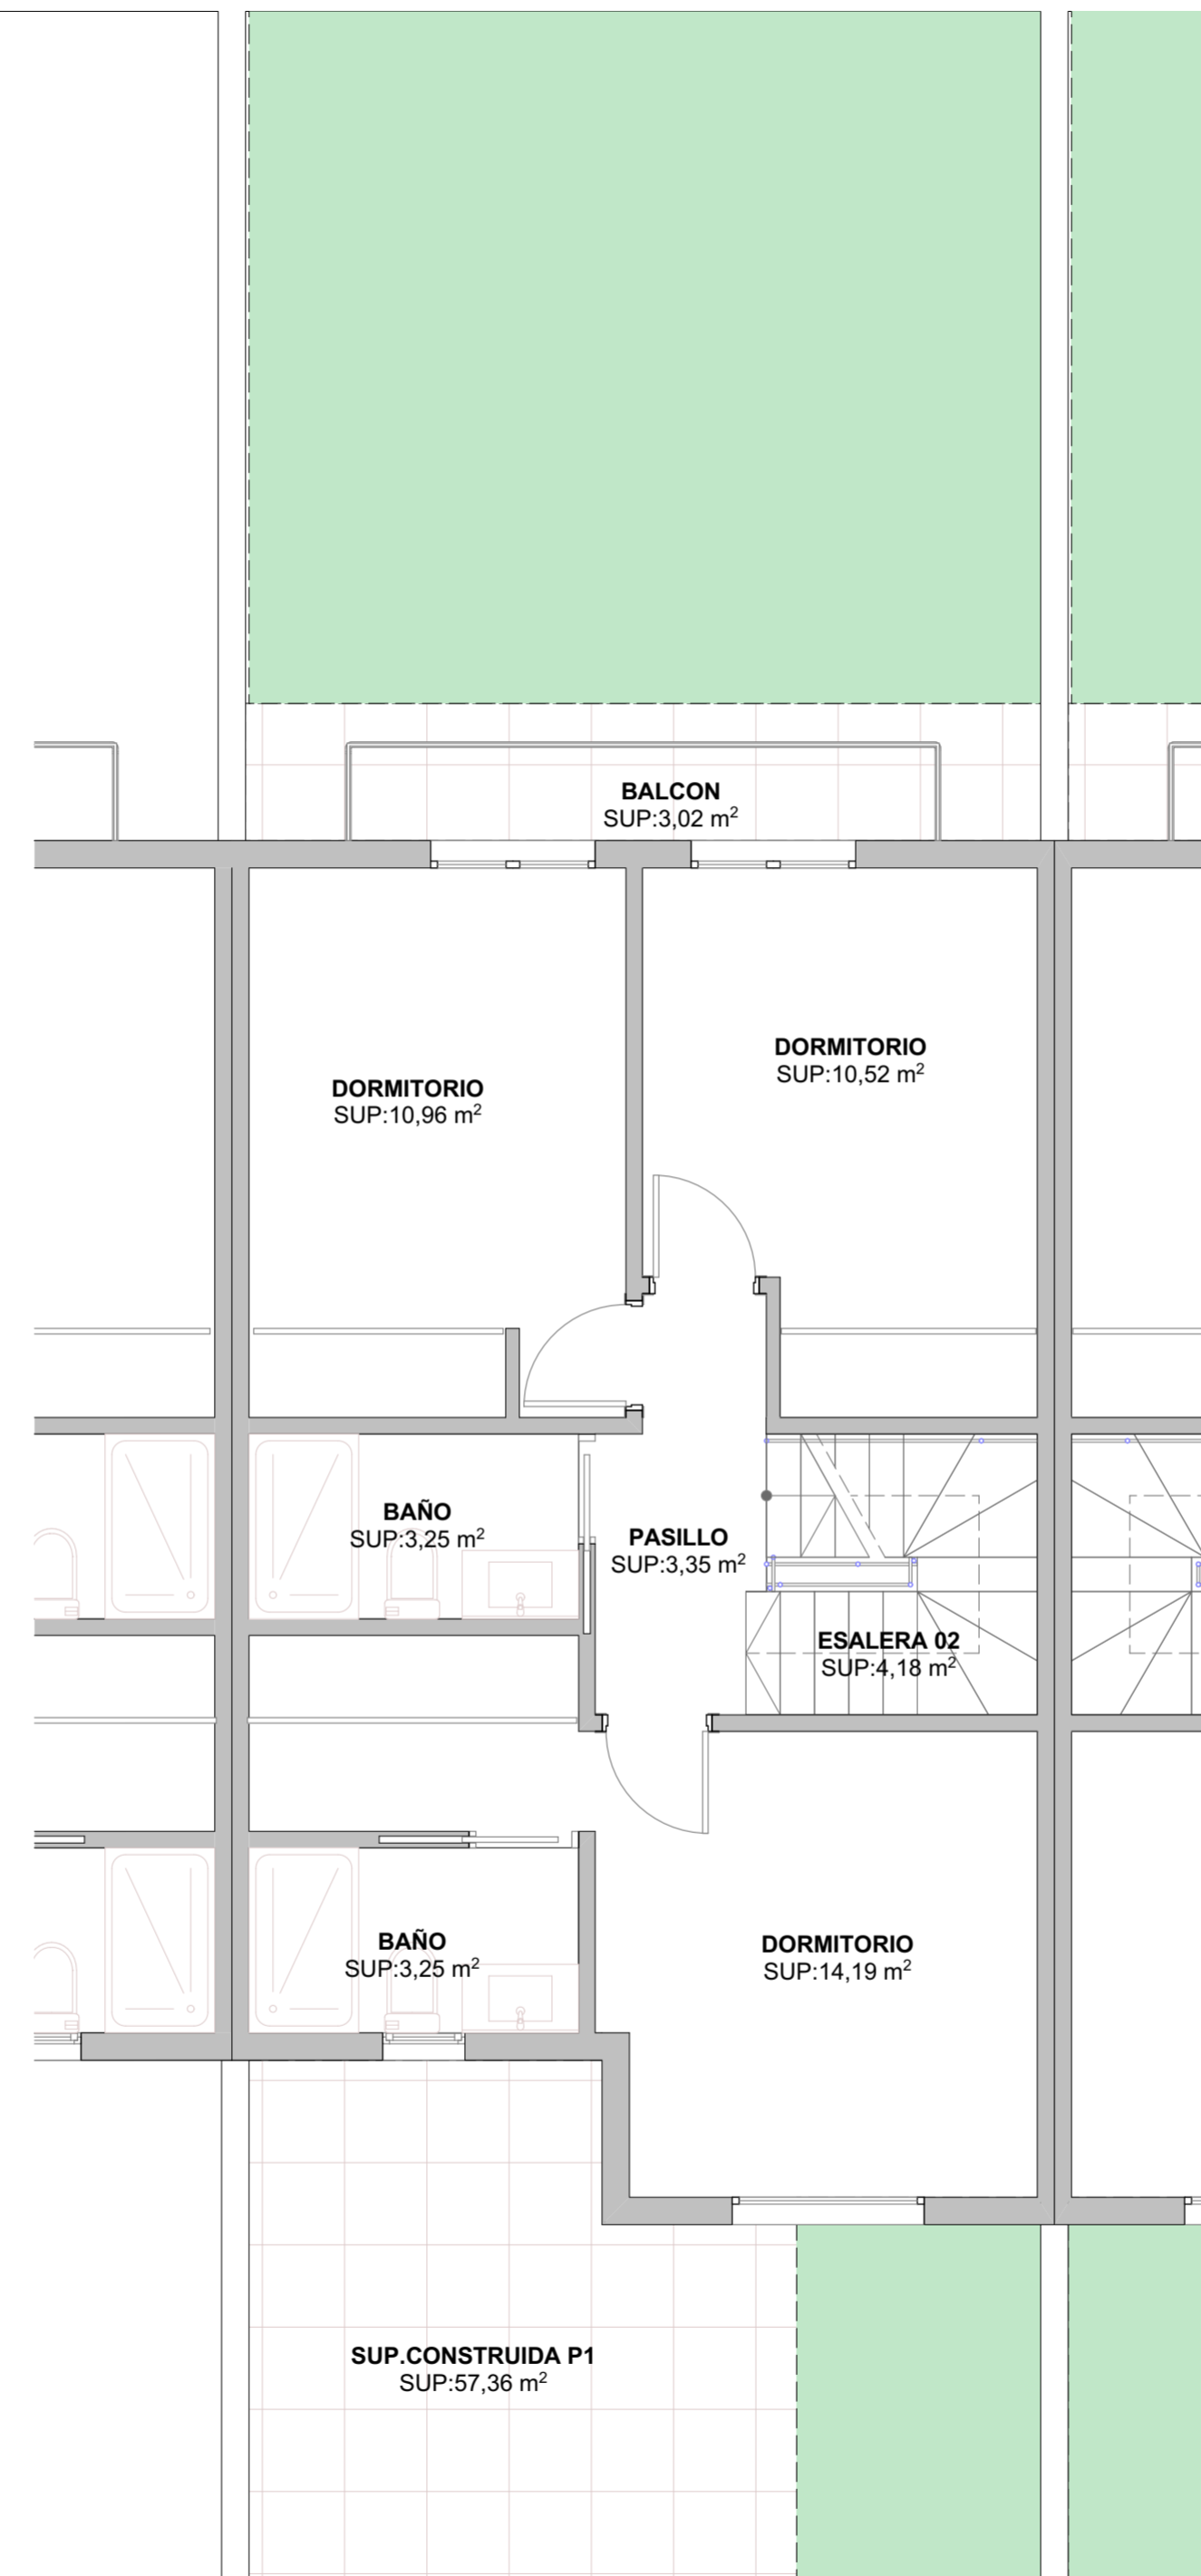 BALCON
SUP:3,02 m²
DORMITORIO
SUP:10,52 m²
DORMITORIO
SUP:10,96 m²
BAÑO
SUP:3,25 m²
PASILLO
SUP:3,35 m²
ESALERA 02
SUP:4,18 m²
BAÑO
SUP:3,25 m²
DORMITORIO
SUP:14,19 m²
SUP.CONSTRUIDA P1
SUP:57,36 m²